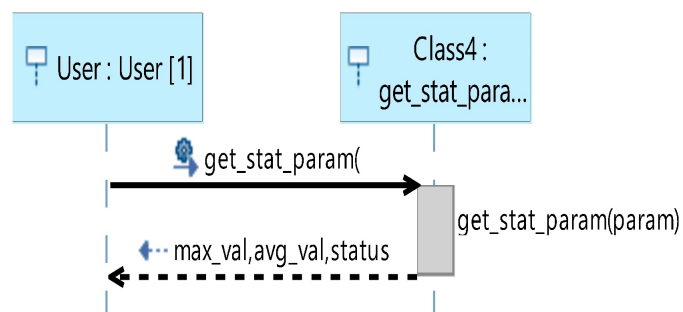 User : User [1]
Class4 :
get_stat_para...
get_stat_param(
get_stat_param(param)
max_val,avg_val,status